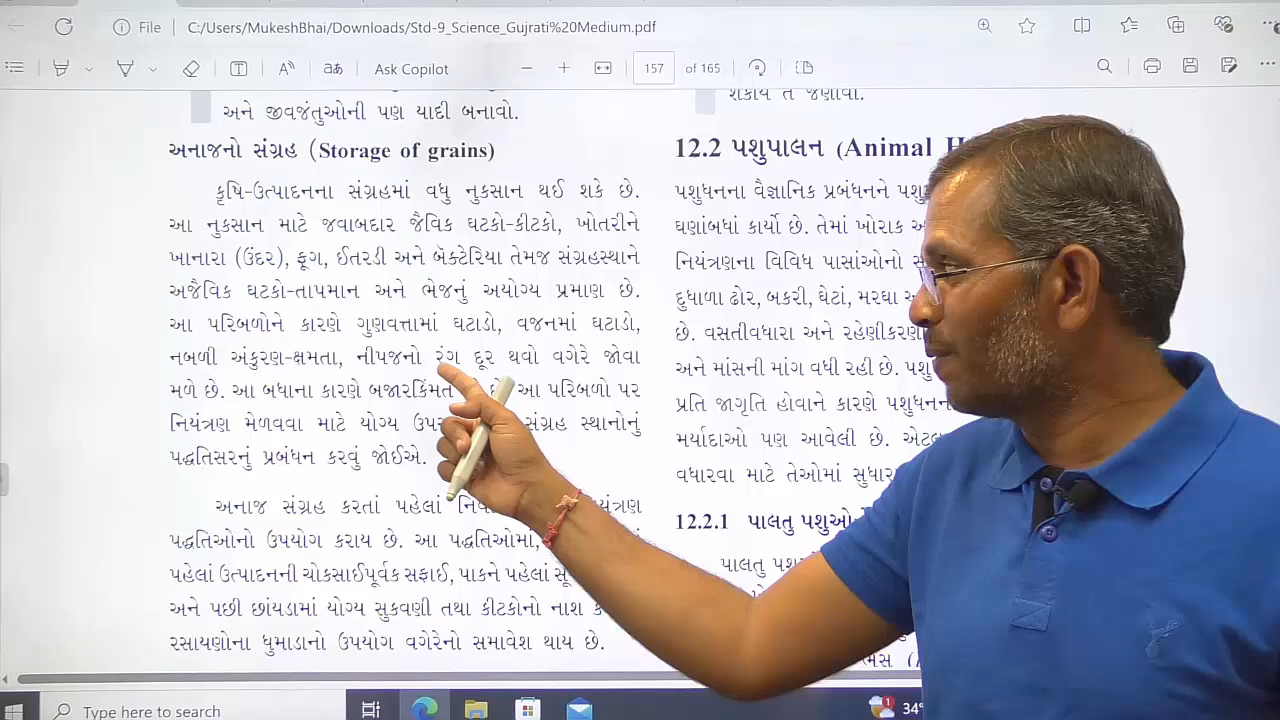 File C:/Users/MukeshBhai/Downloads/Std-9_Science_Gujrati%20Medium.pdf
Ask Copilot 157 of 165
અને જીવજંતુઓની પણ યાદી બનાવો.
અનાજનો સંગ્રહ (Storage of grains)
કૃષિ-ઉત્પાદનના સંગ્રહમાં વધુ નુકસાન થઈ શકે છે.
આ નુકસાન માટે જવાબદાર જૈવિક ઘટકો-કીટકો, ખોતરીને
ખાનારા (ઉંદર), ફૂગ, ઈતરડી અને બૅક્ટેરિયા તેમજ સંગ્રહસ્થાને
અજૈવિક ઘટકો-તાપમાન અને ભેજનું અયોગ્ય પ્રમાણ છે.
આ પરિબળોને કારણે ગુણવત્તામાં ઘટાડો, વજનમાં ઘટાડો,
નબળી અંકુરણ-ક્ષમતા, નીપજનો રંગ દૂર થવો વગેરે જોવા
મળે છે. આ બધાના કારણે બજારકિંમત આ પરિબળો પર
નિયંત્રણ મેળવવા માટે યોગ્ય સંગ્રહ સ્થાનોનું
પદ્ધતિસરનું પ્રબંધન કરવું જોઈએ.
અનાજ સંગ્રહ કરતાં પહેલાં
પદ્ધતિઓનો ઉપયોગ કરાય છે. આ પદ્ધતિઓમાં,
પહેલાં ઉત્પાદનની ચોકસાઈપૂર્વક સફાઈ, પાકને પહેલાં
અને પછી છાંયડામાં યોગ્ય સુકવણી તથા કીટકોનો નાશ
રસાયણોના ધુમાડાનો ઉપયોગ વગેરેનો સમાવેશ થાય છે.
શકાય તે જણાવો.
12.2 પશુપાલન (Animal
પશુધનના વૈજ્ઞાનિક પ્રબંધનને
ઘણાંબધાં કાર્યો છે. તેમાં ખોરાક
નિયંત્રણના વિવિધ પાસાંઓનો
દુધાળા ઢોર, બકરી, ઘેટાં, મરઘા
છે. વસતીવધારા અને
અને માંસની માંગ વધી રહી છે.
પ્રતિ જાગૃતિ હોવાને કારણે
મર્યાદાઓ પણ આવેલી છે.
વધારવા માટે તેઓમાં
12.2.1 પાલતુ
પાલતુ
Type here to search 34°